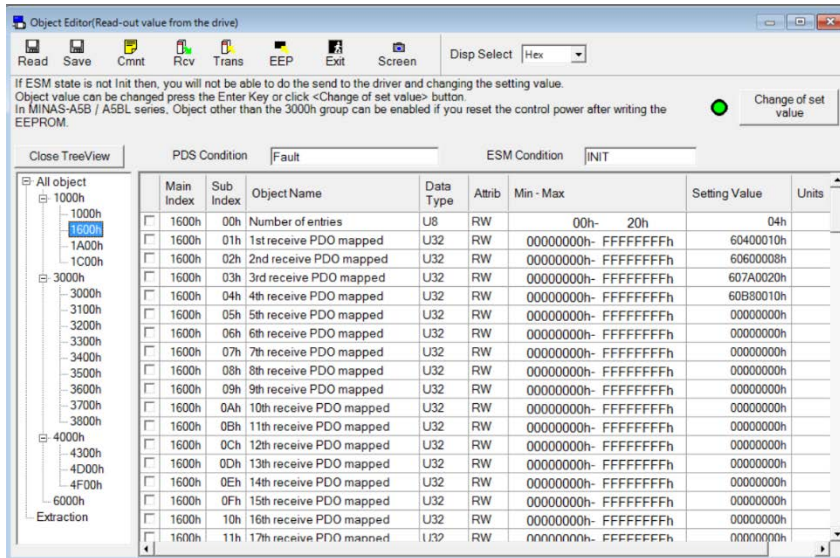 Object Editor(Read-out value from the drive)
Read Save Cmnt Rcv Trans EEP Exit Screen Disp Select Hex
If ESM state is not Init then, you will not be able to do the send to the driver and changing the setting value.
Object value can be changed press the Enter Key or click <Change of set value> button.
In MINAS-A5B / A5BL series, Object other than the 3000h group can be enabled if you reset the control power after writing the
EEPROM.
Change of set
value
Close TreeView PDS Condition Fault ESM Condition INIT
All object
1000h
1000h
1600h
1A00h
1C00h
3000h
3000h
3100h
3200h
3300h
3400h
3500h
3600h
3700h
3800h
4000h
4300h
4D00h
4F00h
6000h
Extraction
Main Index Sub Index Object Name Data Type Attrib Min - Max Setting Value Units
1600h 00h Number of entries U8 RW 00h- 20h 04h
1600h 01h 1st receive PDO mapped U32 RW 00000000h- FFFFFFFFh 60400010h
1600h 02h 2nd receive PDO mapped U32 RW 00000000h- FFFFFFFFh 60600008h
1600h 03h 3rd receive PDO mapped U32 RW 00000000h- FFFFFFFFh 607A0020h
1600h 04h 4th receive PDO mapped U32 RW 00000000h- FFFFFFFFh 60B80010h
1600h 05h 5th receive PDO mapped U32 RW 00000000h- FFFFFFFFh 00000000h
1600h 06h 6th receive PDO mapped U32 RW 00000000h- FFFFFFFFh 00000000h
1600h 07h 7th receive PDO mapped U32 RW 00000000h- FFFFFFFFh 00000000h
1600h 08h 8th receive PDO mapped U32 RW 00000000h- FFFFFFFFh 00000000h
1600h 09h 9th receive PDO mapped U32 RW 00000000h- FFFFFFFFh 00000000h
1600h 0Ah 10th receive PDO mapped U32 RW 00000000h- FFFFFFFFh 00000000h
1600h 0Bh 11th receive PDO mapped U32 RW 00000000h- FFFFFFFFh 00000000h
1600h 0Ch 12th receive PDO mapped U32 RW 00000000h- FFFFFFFFh 00000000h
1600h 0Dh 13th receive PDO mapped U32 RW 00000000h- FFFFFFFFh 00000000h
1600h 0Eh 14th receive PDO mapped U32 RW 00000000h- FFFFFFFFh 00000000h
1600h 0Fh 15th receive PDO mapped U32 RW 00000000h- FFFFFFFFh 00000000h
1600h 10h 16th receive PDO mapped U32 RW 00000000h- FFFFFFFFh 00000000h
1600h 11h 17th receive PDO mapped U32 RW 00000000h- FFFFFFFFh 00000000h